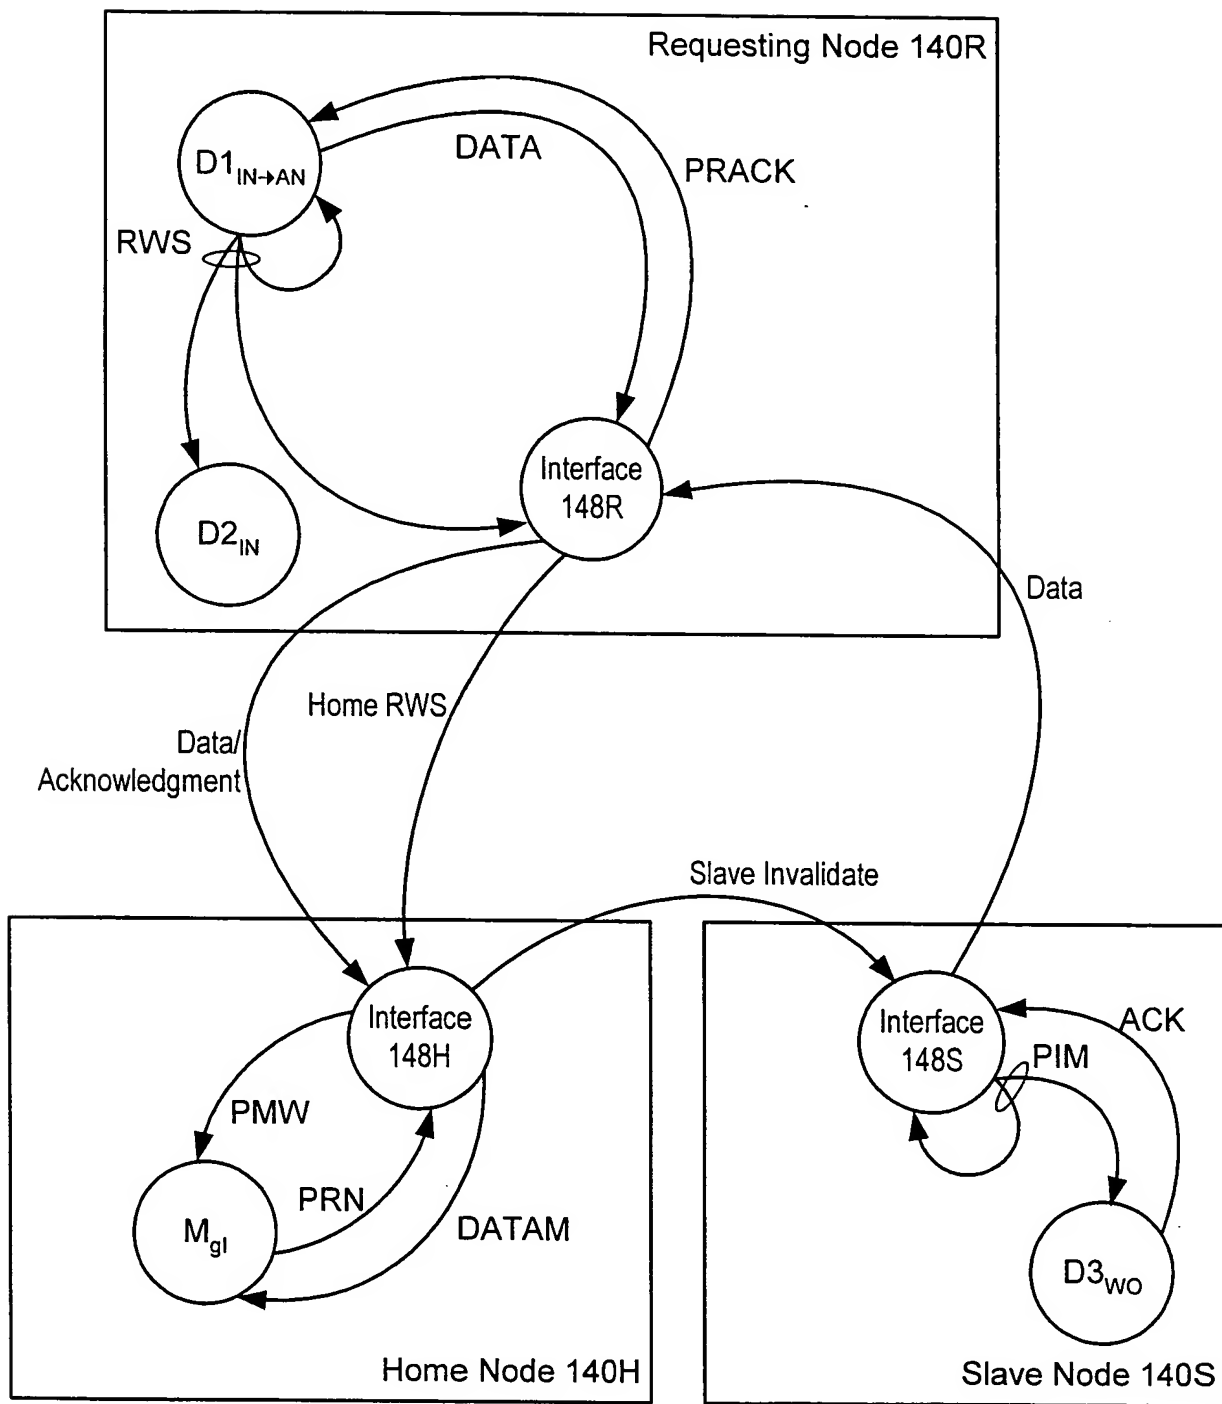 Requesting Node 140R
D1IN→AN
DATA
PRACK
RWS
Interface
148R
D2IN
Data
Home RWS
Data/
Acknowledgment
Slave Invalidate
Interface
148H
Interface
148S
ACK
PIM
PMW
PRN
DATAM
Mgl
D3WO
Home Node 140H
Slave Node 140S